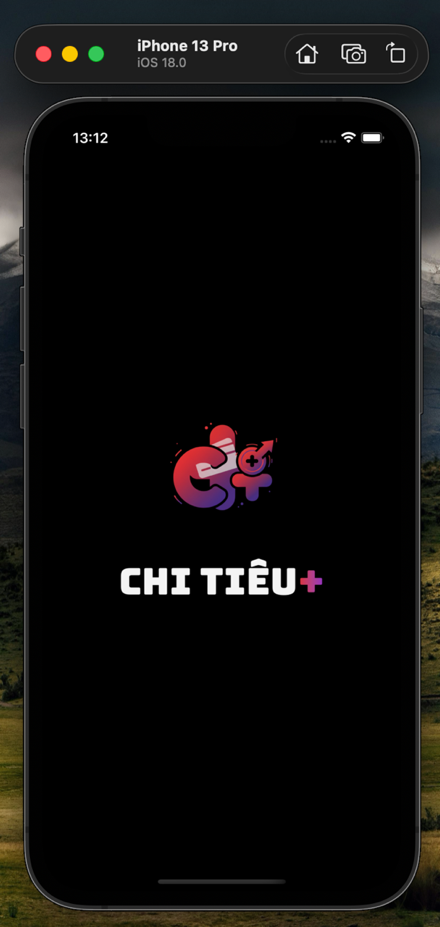 iPhone 13 Pro
iOS 18.0
13:12
CHI TIÊU+